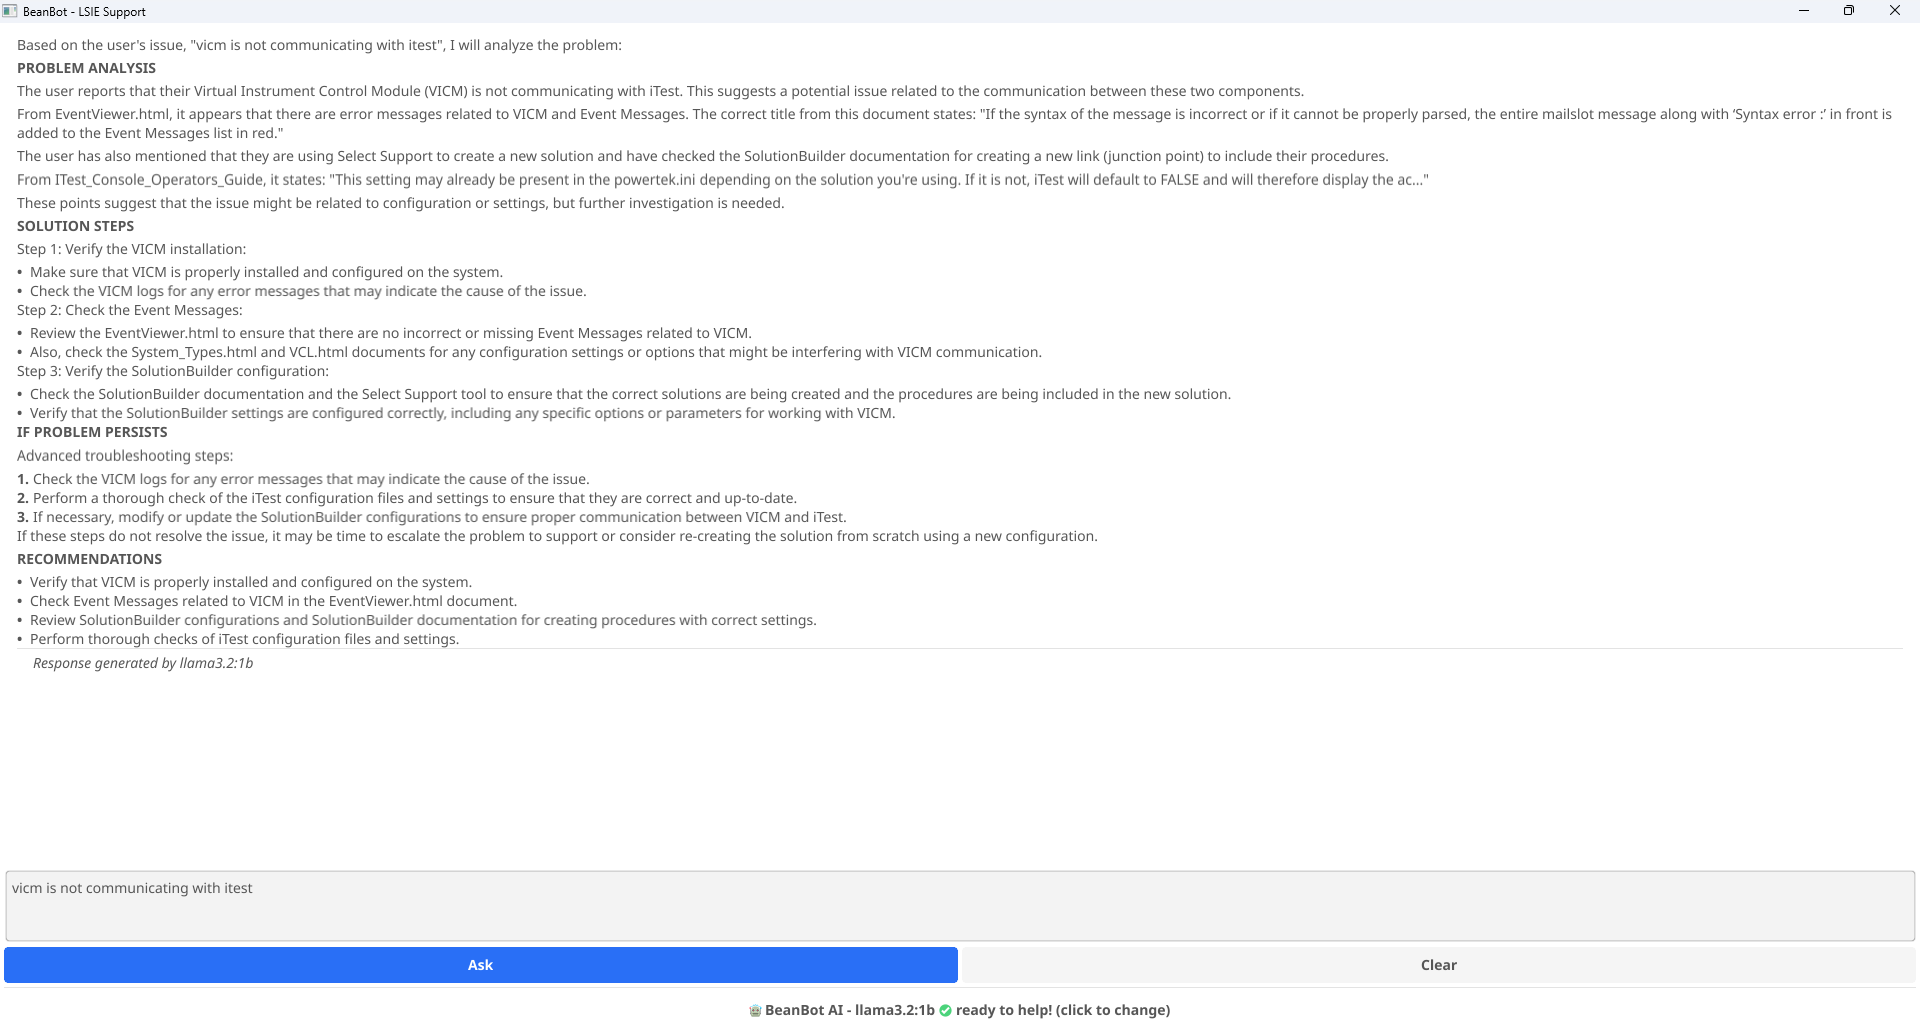 BeanBot - LSIE Support
Based on the user's issue, "vicm is not communicating with itest", I will analyze the problem:
PROBLEM ANALYSIS
The user reports that their Virtual Instrument Control Module (VICM) is not communicating with iTest. This suggests a potential issue related to the communication between these two components.
From EventViewer.html, it appears that there are error messages related to VICM and Event Messages. The correct title from this document states: "If the syntax of the message is incorrect or if it cannot be properly parsed, the entire mailslot message along with ‘Syntax error :’ in front is
added to the Event Messages list in red."
The user has also mentioned that they are using Select Support to create a new solution and have checked the SolutionBuilder documentation for creating a new link (junction point) to include their procedures.
From ITest_Console_Operators_Guide, it states: "This setting may already be present in the powertek.ini depending on the solution you're using. If it is not, iTest will default to FALSE and will therefore display the ac..."
These points suggest that the issue might be related to configuration or settings, but further investigation is needed.
SOLUTION STEPS
Step 1: Verify the VICM installation:
• Make sure that VICM is properly installed and configured on the system.
• Check the VICM logs for any error messages that may indicate the cause of the issue.
Step 2: Check the Event Messages:
• Review the EventViewer.html to ensure that there are no incorrect or missing Event Messages related to VICM.
• Also, check the System_Types.html and VCL.html documents for any configuration settings or options that might be interfering with VICM communication.
Step 3: Verify the SolutionBuilder configuration:
• Check the SolutionBuilder documentation and the Select Support tool to ensure that the correct solutions are being created and the procedures are being included in the new solution.
• Verify that the SolutionBuilder settings are configured correctly, including any specific options or parameters for working with VICM.
IF PROBLEM PERSISTS
Advanced troubleshooting steps:
1. Check the VICM logs for any error messages that may indicate the cause of the issue.
2. Perform a thorough check of the iTest configuration files and settings to ensure that they are correct and up-to-date.
3. If necessary, modify or update the SolutionBuilder configurations to ensure proper communication between VICM and iTest.
If these steps do not resolve the issue, it may be time to escalate the problem to support or consider re-creating the solution from scratch using a new configuration.
RECOMMENDATIONS
• Verify that VICM is properly installed and configured on the system.
• Check Event Messages related to VICM in the EventViewer.html document.
• Review SolutionBuilder configurations and SolutionBuilder documentation for creating procedures with correct settings.
• Perform thorough checks of iTest configuration files and settings.
Response generated by llama3.2:1b
vicm is not communicating with itest
Ask
Clear
BeanBot AI - llama3.2:1b ✅ ready to help! (click to change)